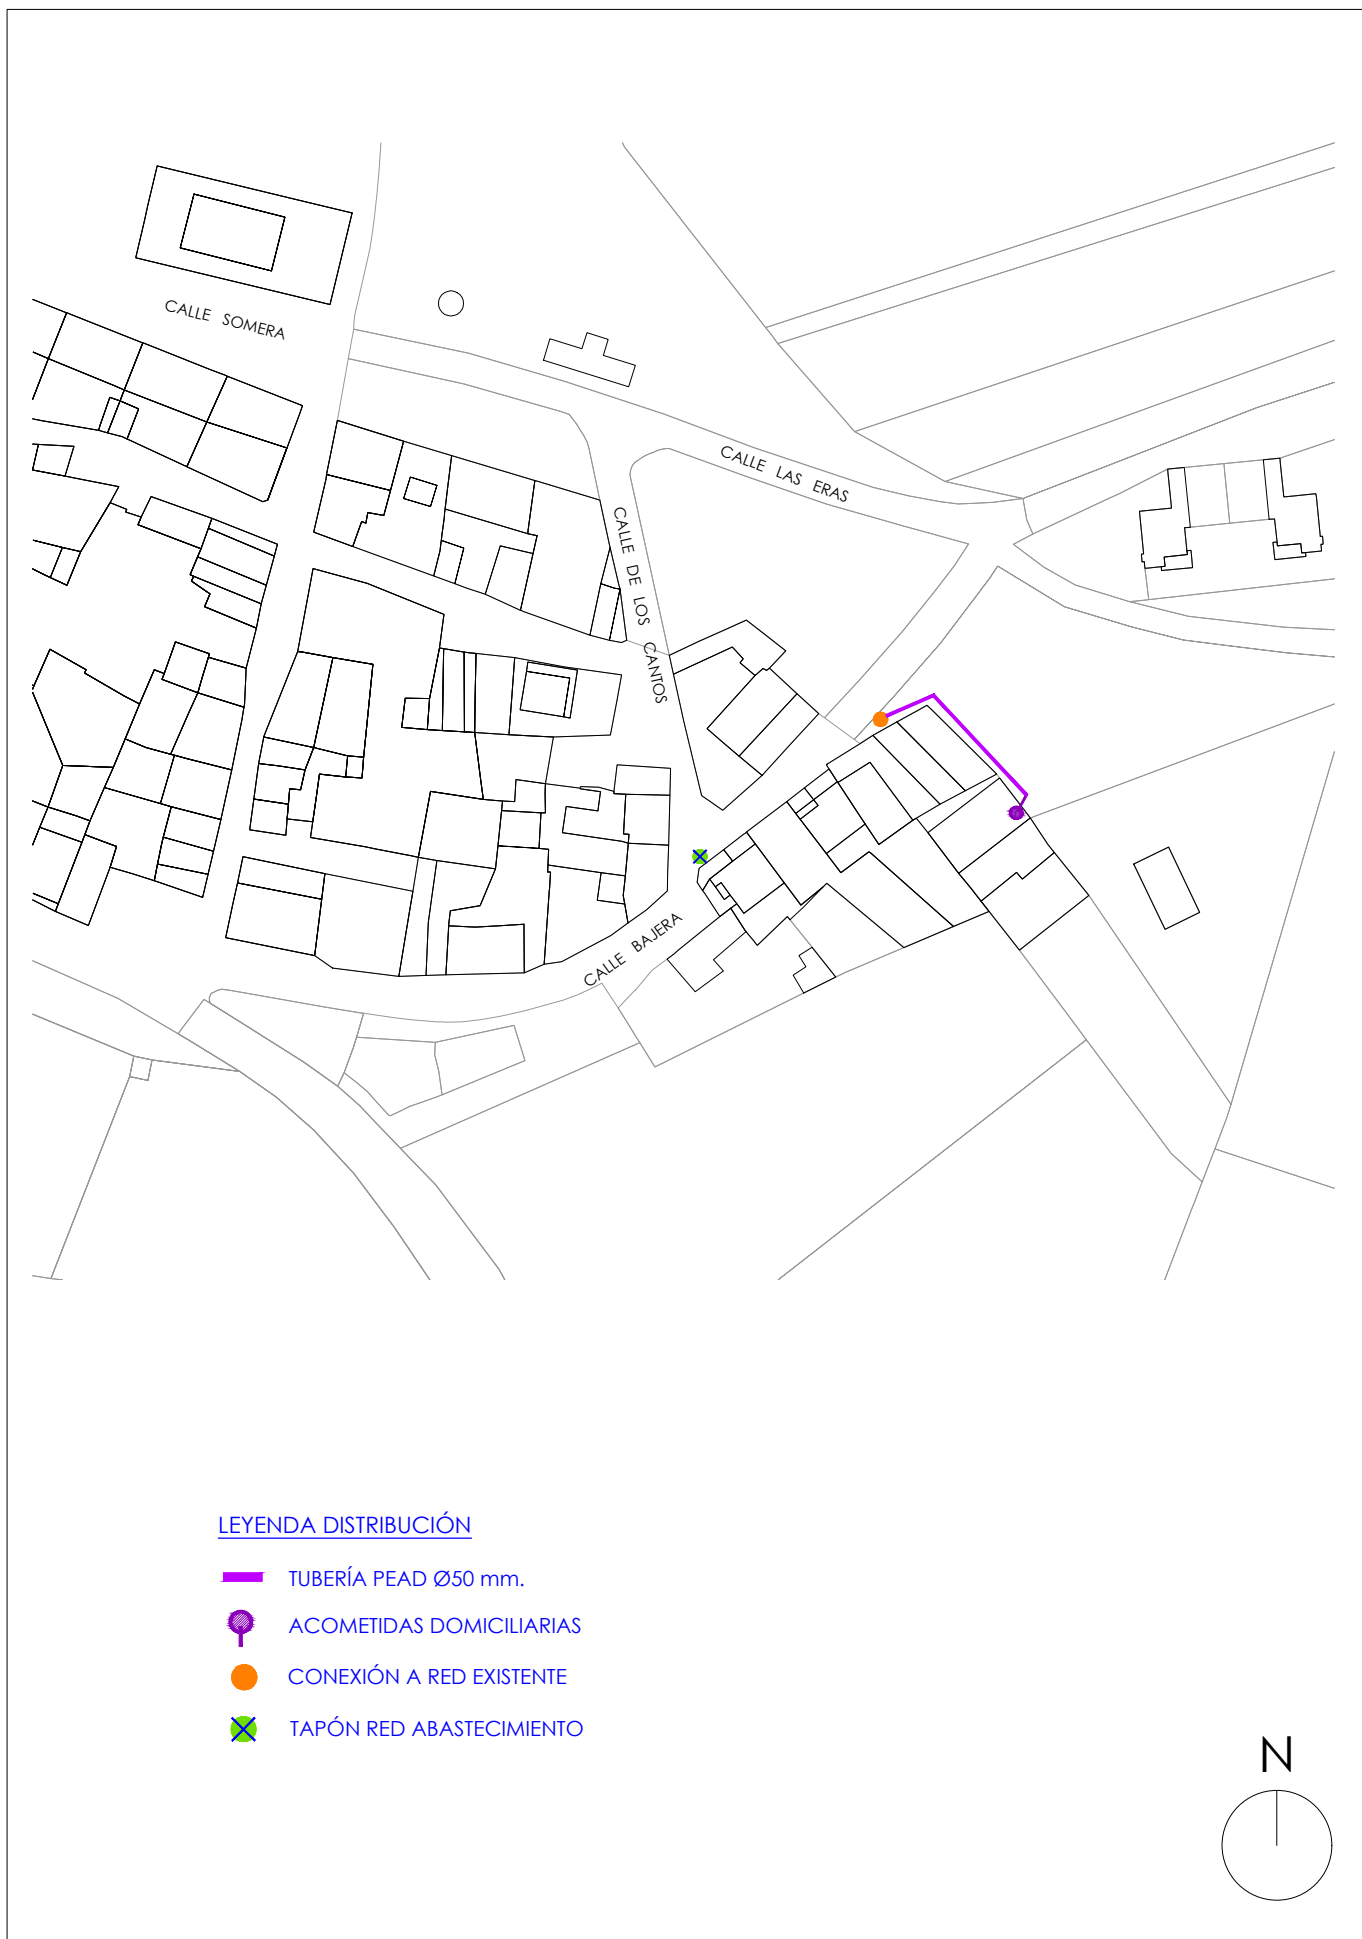 CALLE SOMERA
CALLE LAS ERAS
CALLE DE LOS CANTOS
CALLE BAJERA
LEYENDA DISTRIBUCIÓN
TUBERÍA PEAD Ø50 mm.
ACOMETIDAS DOMICILIARIAS
CONEXIÓN A RED EXISTENTE
TAPÓN RED ABASTECIMIENTO
N